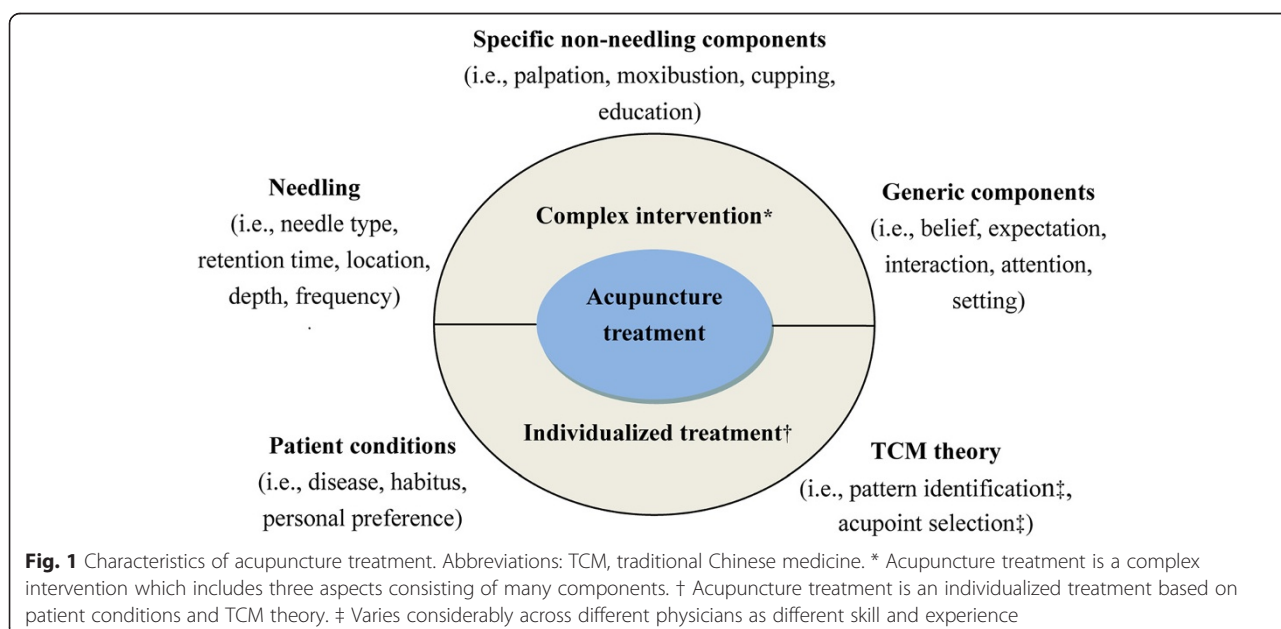 Specific non-needling components
(i.e., palpation, moxibustion, cupping,
education)
Needling
(i.e., needle type,
retention time, location,
depth, frequency)
.
Generic components
(i.e., belief, expectation,
interaction, attention,
setting)
Complex intervention*
Acupuncture
treatment
Individualized treatment†
Patient conditions
(i.e., disease, habitus,
personal preference)
TCM theory
(i.e., pattern identification‡,
acupoint selection‡)
Fig. 1 Characteristics of acupuncture treatment. Abbreviations: TCM, traditional Chinese medicine. * Acupuncture treatment is a complex
intervention which includes three aspects consisting of many components. † Acupuncture treatment is an individualized treatment based on
patient conditions and TCM theory. ‡ Varies considerably across different physicians as different skill and experience